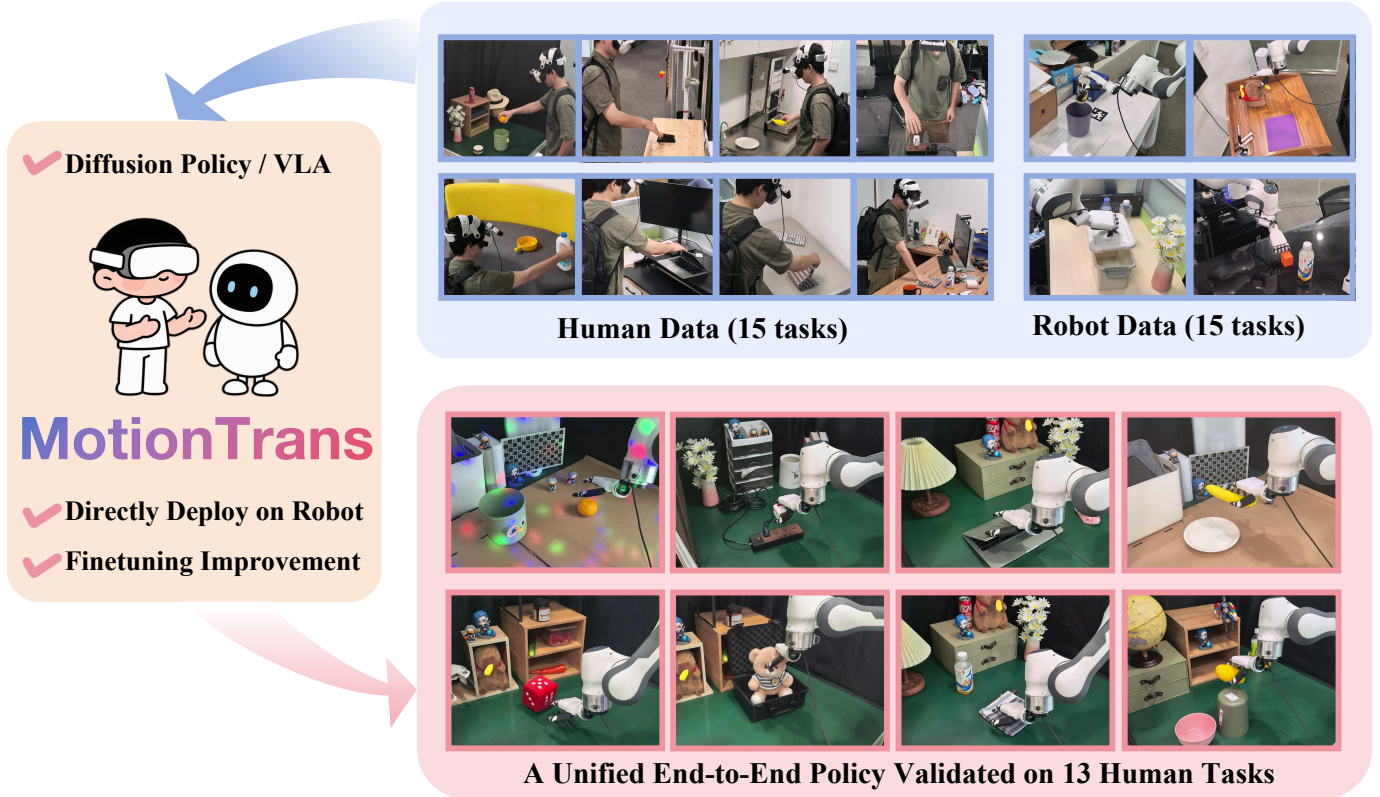 Diffusion Policy / VLA
MotionTrans
Directly Deploy on Robot
Finetuning Improvement
Human Data (15 tasks)
Robot Data (15 tasks)
A Unified End-to-End Policy Validated on 13 Human Tasks